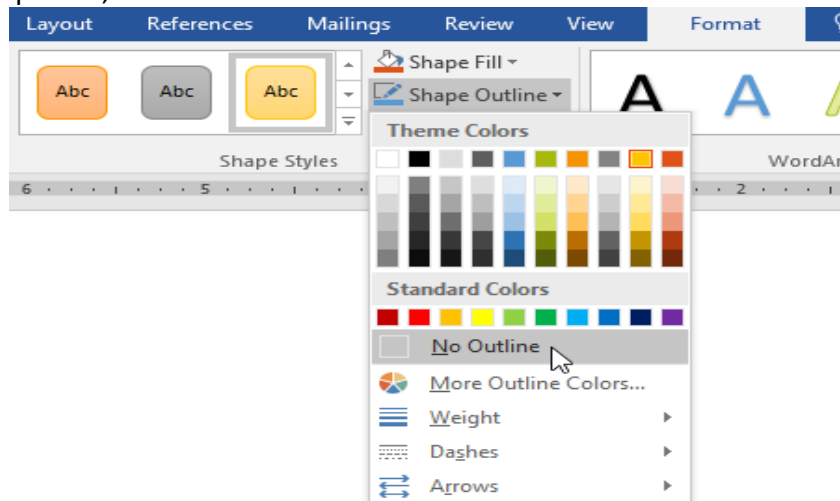 Layout References Mailings Review View Format
Shape Fill
Abc Abc Abc Shape Outline A A
Theme Colors
Shape Styles
6 5 2
Standard Colors
No Outline
More Outline Colors...
Weight
Dashes
Arrows